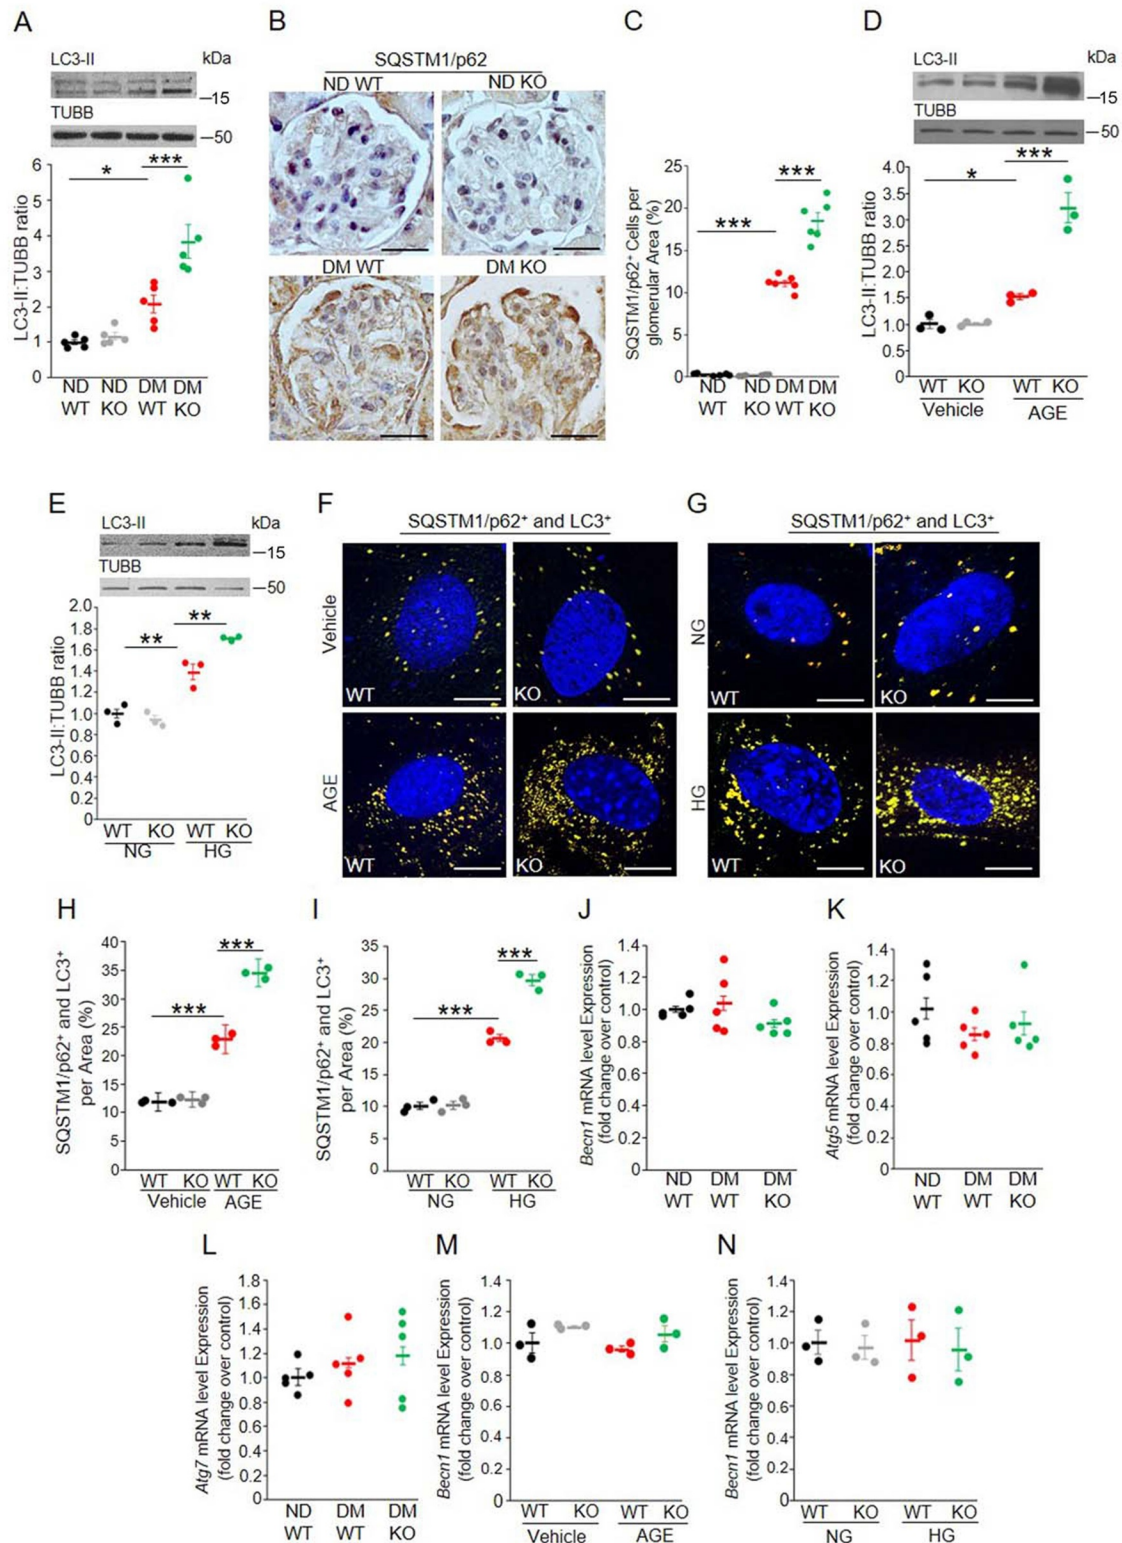 A
LC3-II
kDa
15
TUBB
50
* ***
LC3-II:TUBB ratio
6
5
4
3
2
1
0
ND ND DM DM
WT KO WT KO
B
SQSTM1/p62
ND WT ND KO
DM WT DM KO
C
SQSTM1/p62⁺ Cells per
glomerular Area (%)
25
20
15
10
5
0
*** ***
ND ND DM DM
WT KO WT KO
D
LC3-II
kDa
15
TUBB
50
* ***
LC3-II:TUBB ratio
4.0
3.5
3.0
2.5
2.0
1.5
1.0
0.5
0
WT KO WT KO
Vehicle AGE
E
LC3-II
kDa
15
TUBB
50
** **
LC3-II:TUBB ratio
2.0
1.8
1.6
1.4
1.2
1.0
0.8
0.6
0.4
0.2
0
WT KO WT KO
NG HG
F
SQSTM1/p62⁺ and LC3⁺
Vehicle
WT KO
AGE
WT KO
G
SQSTM1/p62⁺ and LC3⁺
NG
WT KO
HG
WT KO
H
SQSTM1/p62⁺ and LC3⁺
per Area (%)
40
35
30
25
20
15
10
5
0
*** ***
WT KO WT KO
Vehicle AGE
I
SQSTM1/p62⁺ and LC3⁺
per Area (%)
35
30
25
20
15
10
5
0
*** ***
WT KO WT KO
NG HG
J
Becn1 mRNA level Expression
(fold change over control)
1.4
1.2
1.0
0.8
0.6
0.4
0.2
0
ND DM DM
WT WT KO
K
Atg5 mRNA level Expression
(fold change over control)
1.4
1.2
1.0
0.8
0.6
0.4
0.2
0
ND DM DM
WT WT KO
L
Atg7 mRNA level Expression
(fold change over control)
1.8
1.6
1.4
1.2
1.0
0.8
0.6
0.4
0.2
0
ND DM DM
WT WT KO
M
Becn1 mRNA level Expression
(fold change over control)
1.4
1.2
1.0
0.8
0.6
0.4
0.2
0
WT KO WT KO
Vehicle AGE
N
Becn1 mRNA level Expression
(fold change over control)
1.4
1.2
1.0
0.8
0.6
0.4
0.2
0
WT KO WT KO
NG HG